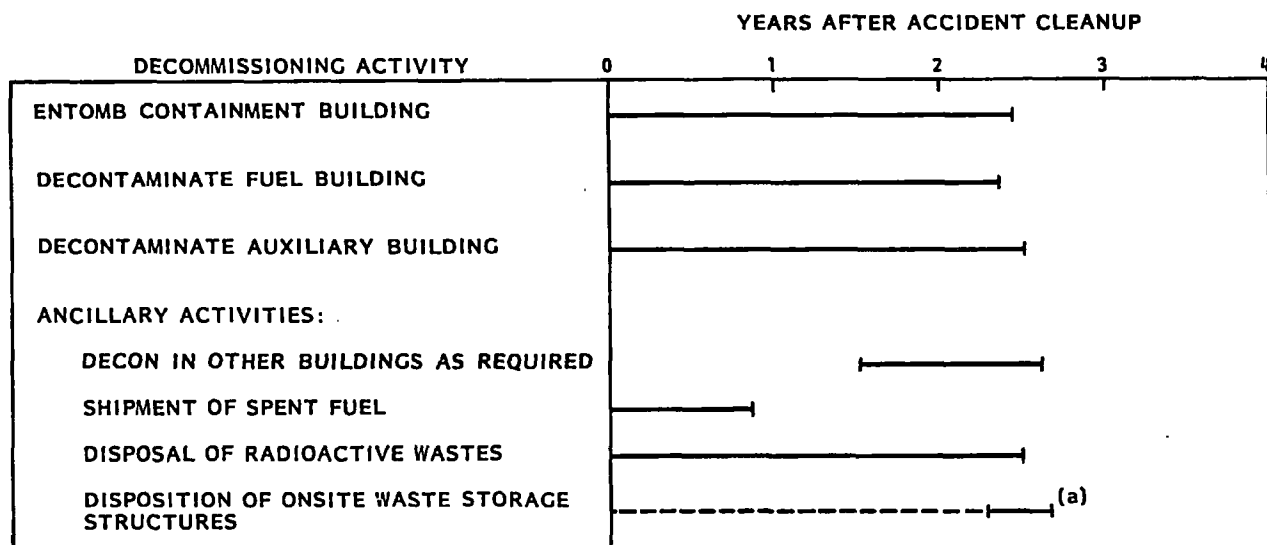 YEARS AFTER ACCIDENT CLEANUP
DECOMMISSIONING ACTIVITY 0 1 2 3 4
ENTOMB CONTAINMENT BUILDING
DECONTAMINATE FUEL BUILDING
DECONTAMINATE AUXILIARY BUILDING
ANCILLARY ACTIVITIES:
DECON IN OTHER BUILDINGS AS REQUIRED
SHIPMENT OF SPENT FUEL
DISPOSAL OF RADIOACTIVE WASTES
DISPOSITION OF ONSITE WASTE STORAGE (a)
STRUCTURES